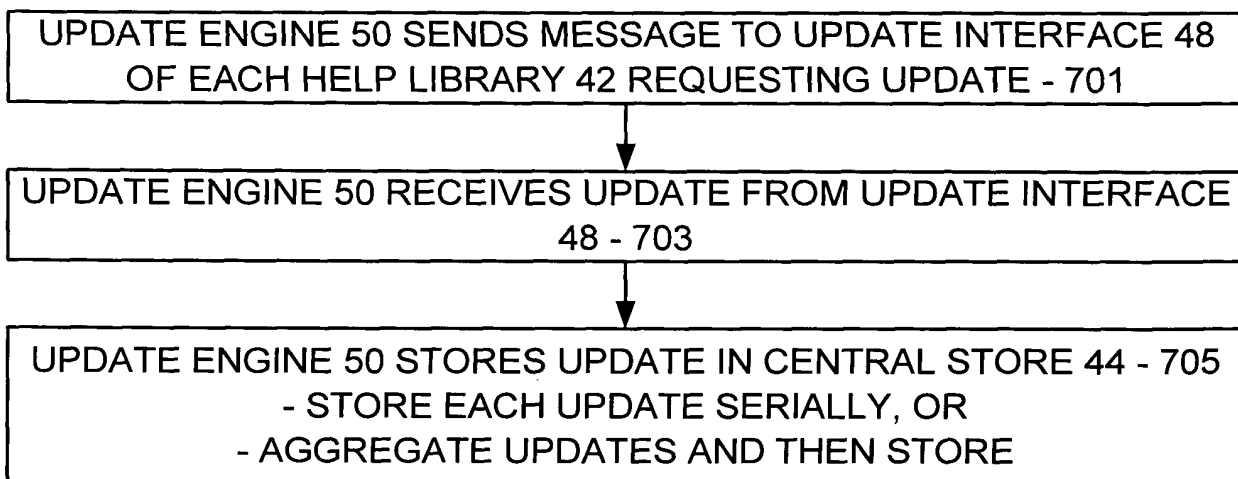 UPDATE ENGINE 50 SENDS MESSAGE TO UPDATE INTERFACE 48
OF EACH HELP LIBRARY 42 REQUESTING UPDATE - 701
UPDATE ENGINE 50 RECEIVES UPDATE FROM UPDATE INTERFACE
48 - 703
UPDATE ENGINE 50 STORES UPDATE IN CENTRAL STORE 44 - 705
- STORE EACH UPDATE SERIALLY, OR
- AGGREGATE UPDATES AND THEN STORE